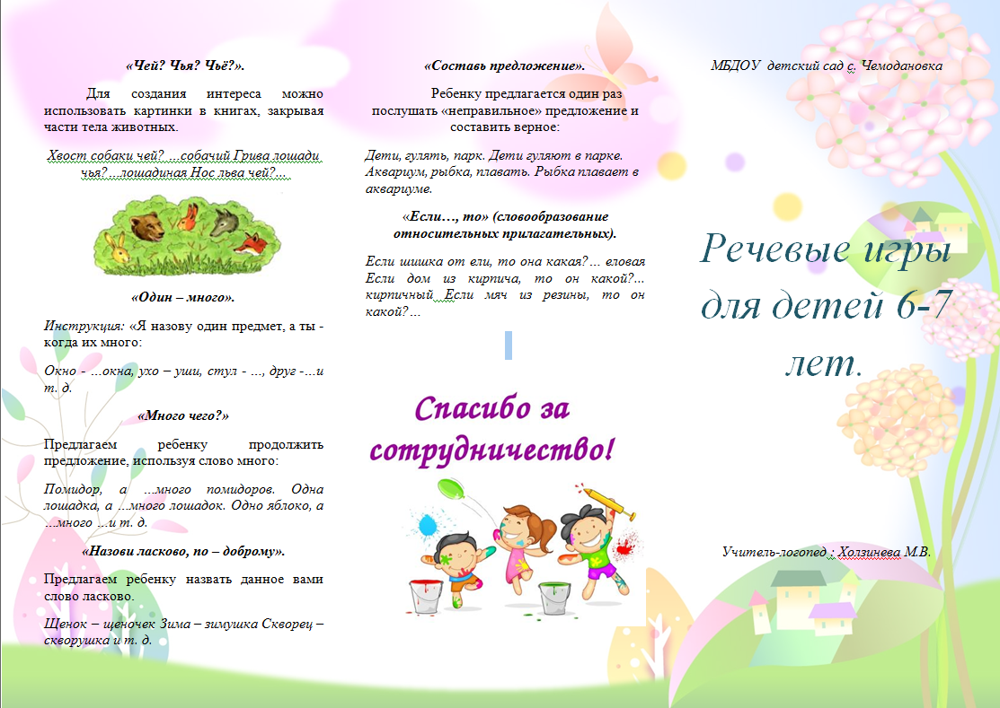 «Чей? Чья? Чьё?».
Для создания интереса можно
использовать картинки в книгах, закрывая
части тела животных.
Хвост собаки чей? …собачий Грива лошади
чья? …лошадиная Нос льва чей?…
«Один – много».
Инструкция: «Я назову один предмет, а ты -
когда их много:
Окно - …окна, ухо – уши, стул - …, друг -…и
т. д.
«Много чего?»
Предлагаем ребенку продолжить
предложение, используя слово много:
Помидор, а …много помидоров. Одна
лошадка, а …много лошадок. Одно яблоко, а
…много …и т. д.
«Назови ласково, по – доброму».
Предлагаем ребенку назвать данное вами
слово ласково.
Щенок – щеночек Зима – зимушка Скворец –
скворушка и т. д.
«Составь предложение».
Ребенку предлагается один раз
послушать «неправильное» предложение и
составить верное:
Дети, гулять, парк. Дети гуляют в парке.
Аквариум, рыбка, плавать. Рыбка плавает в
аквариуме.
«Если…, то» (словообразование
относительных прилагательных).
Если шишка от ели, то она какая?… еловая
Если дом из кирпича, то он какой?…
кирпичный Если мяч из резины, то он
какой?…
Спасибо за
сотрудничество!
МБДОУ детский сад с. Чемодановка
Речевые игры
для детей 6-7
лет.
Учитель-логопед : Холзинева М.В.